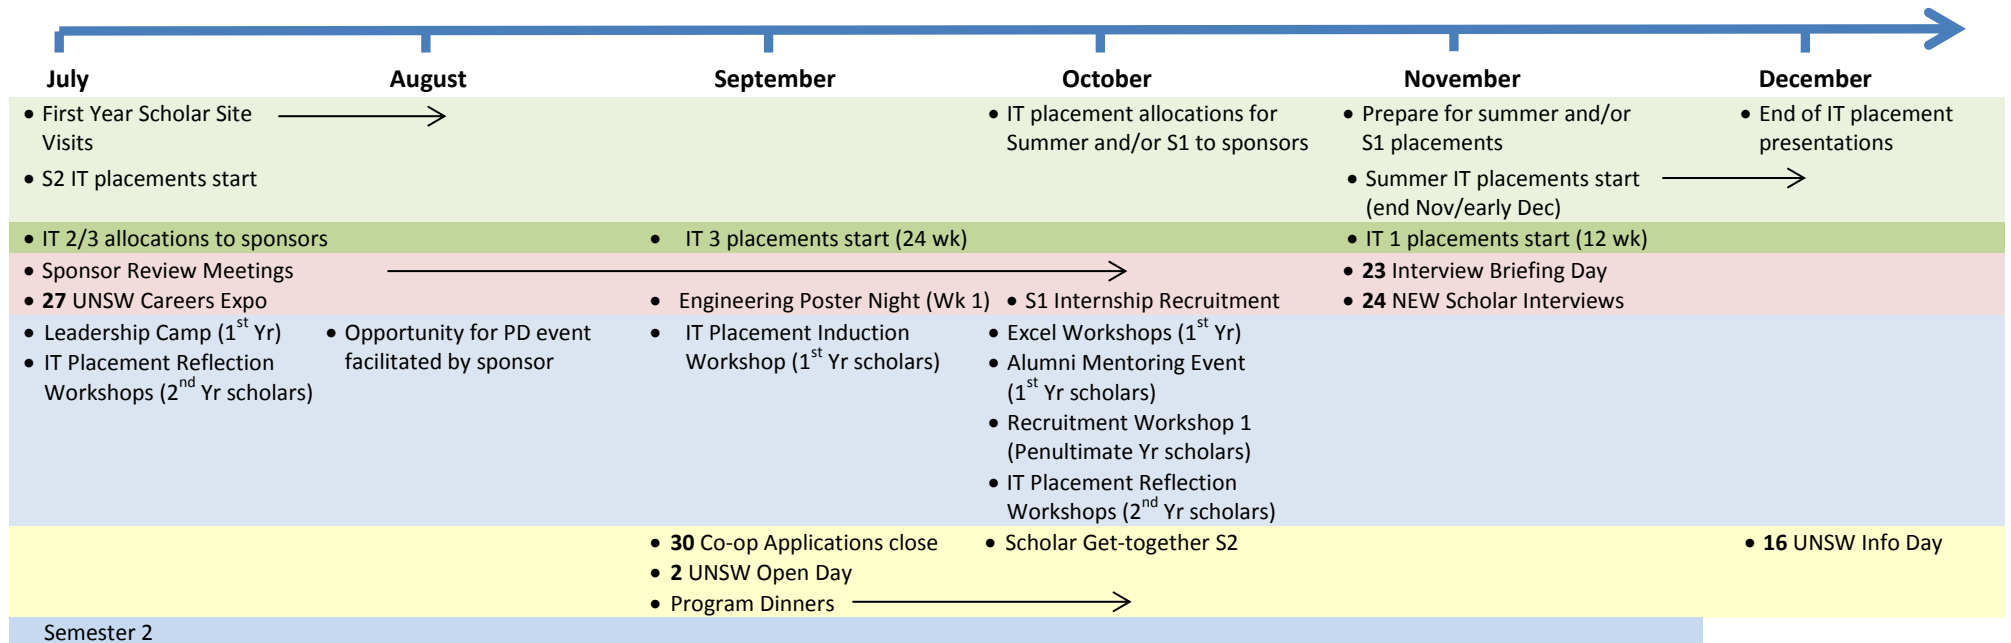 July August September October November December
• First Year Scholar Site
Visits
• S2 IT placements start
• IT placement allocations for
Summer and/or S1 to sponsors
• Prepare for summer and/or
S1 placements
• Summer IT placements start
(end Nov/early Dec)
• End of IT placement
presentations
• IT 2/3 allocations to sponsors
• IT 3 placements start (24 wk)
• IT 1 placements start (12 wk)
• Sponsor Review Meetings
• 27 UNSW Careers Expo
• Engineering Poster Night (Wk 1)
• S1 Internship Recruitment
• 23 Interview Briefing Day
• 24 NEW Scholar Interviews
• Leadership Camp (1st Yr)
• IT Placement Reflection
Workshops (2nd Yr scholars)
• Opportunity for PD event
facilitated by sponsor
• IT Placement Induction
Workshop (1st Yr scholars)
• Excel Workshops (1st Yr)
• Alumni Mentoring Event
(1st Yr scholars)
• Recruitment Workshop 1
(Penultimate Yr scholars)
• IT Placement Reflection
Workshops (2nd Yr scholars)
• 30 Co-op Applications close
• 2 UNSW Open Day
• Program Dinners
• Scholar Get-together S2
• 16 UNSW Info Day
Semester 2